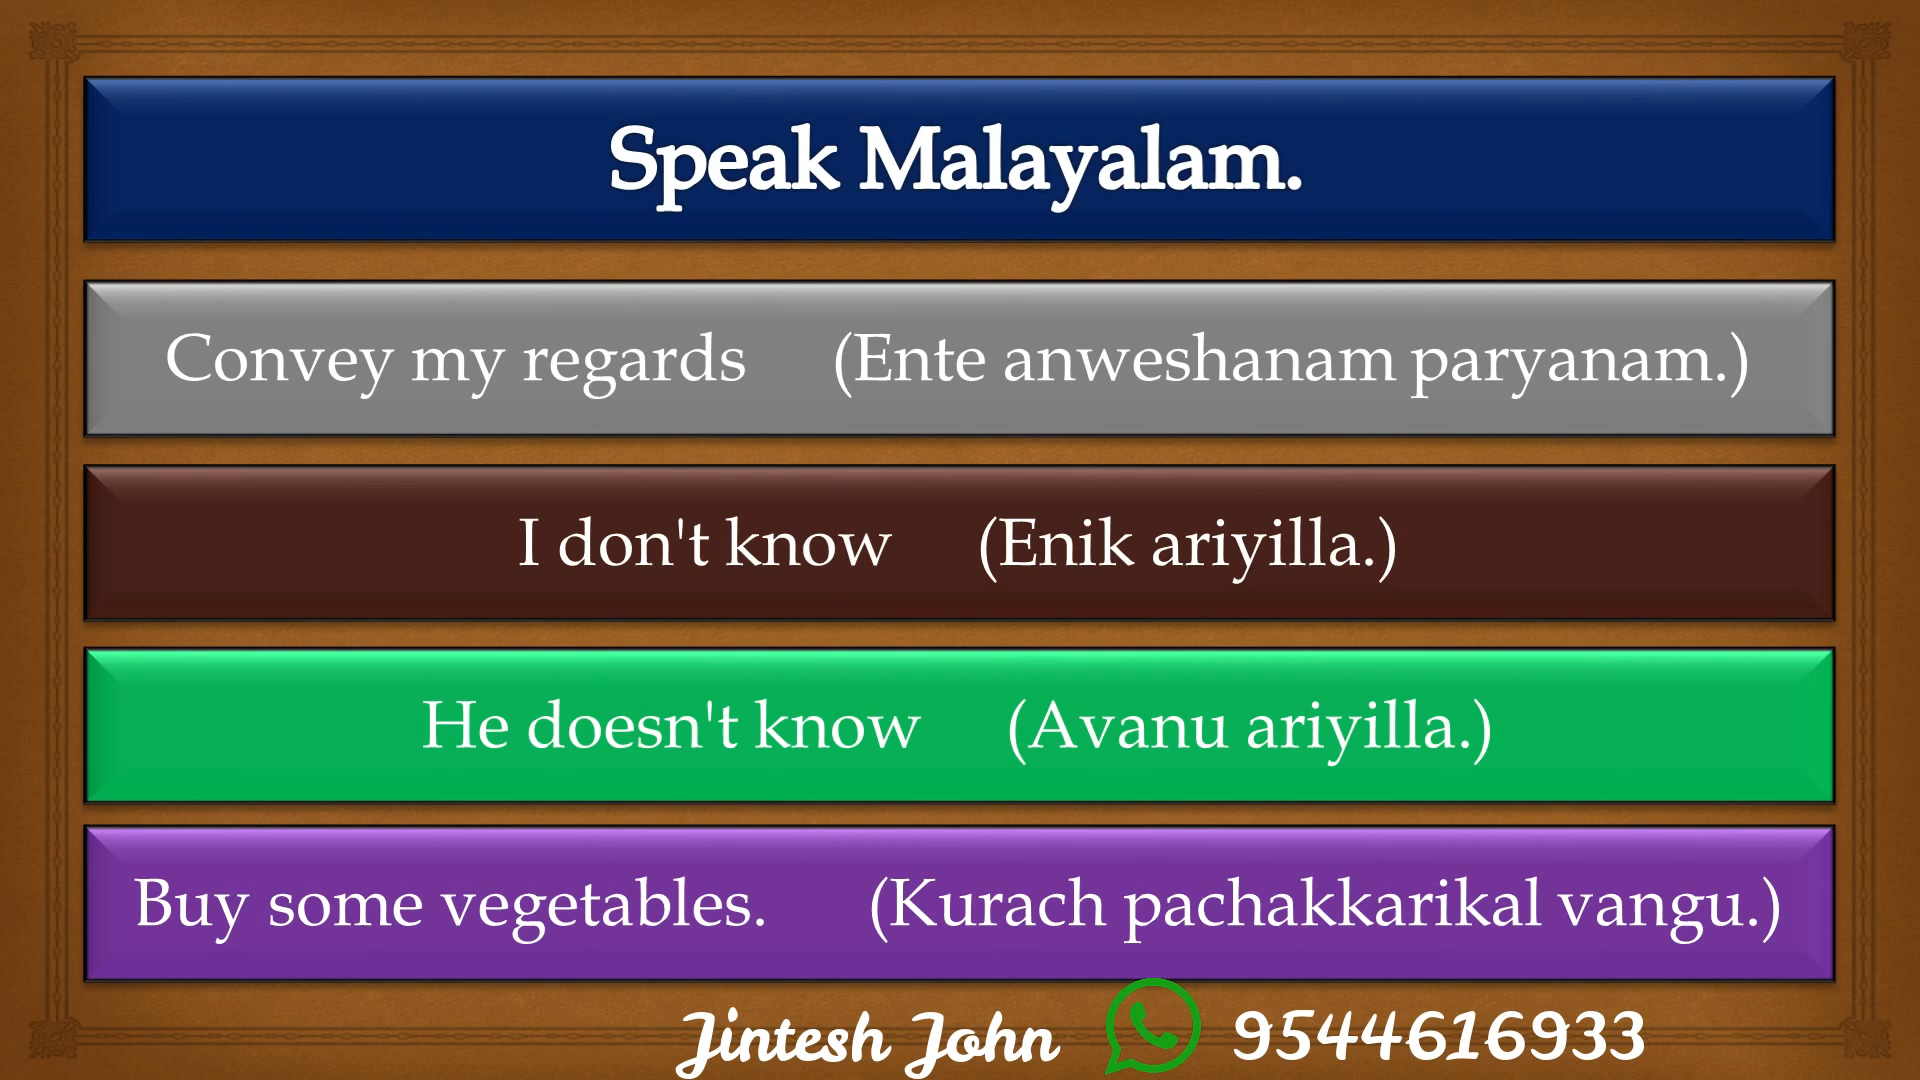 Speak Malayalam.
Convey my regards (Ente anweshanam paryanam.)
I don't know (Enik ariyilla.)
He doesn't know (Avanu ariyilla.)
Buy some vegetables. (Kurach pachakkarikal vangu.)
Jintesh John 9544616933